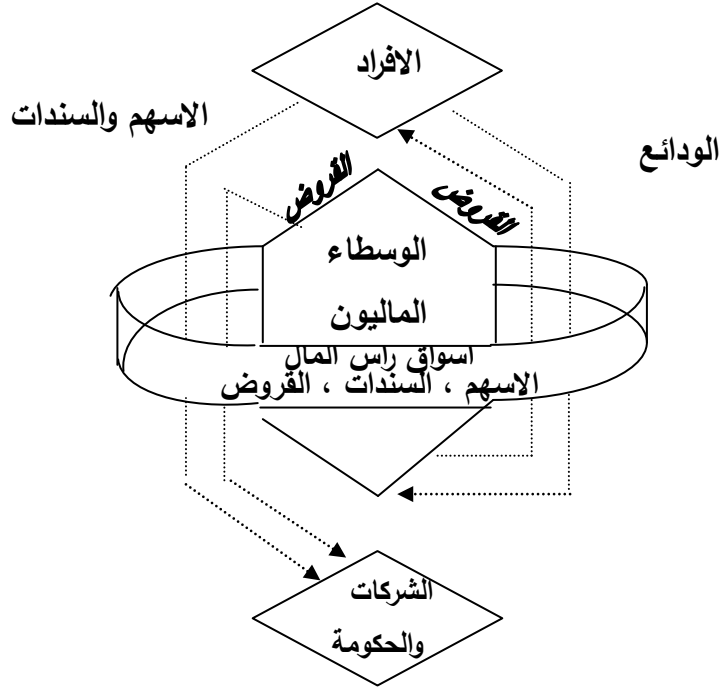 الافراد
الاسهم والسندات
الودائع
القروض
القروض
الوسطاء
الماليون
اسواق راس المال
الاسهم ، السندات ، القروض
الشركات
والحكومة